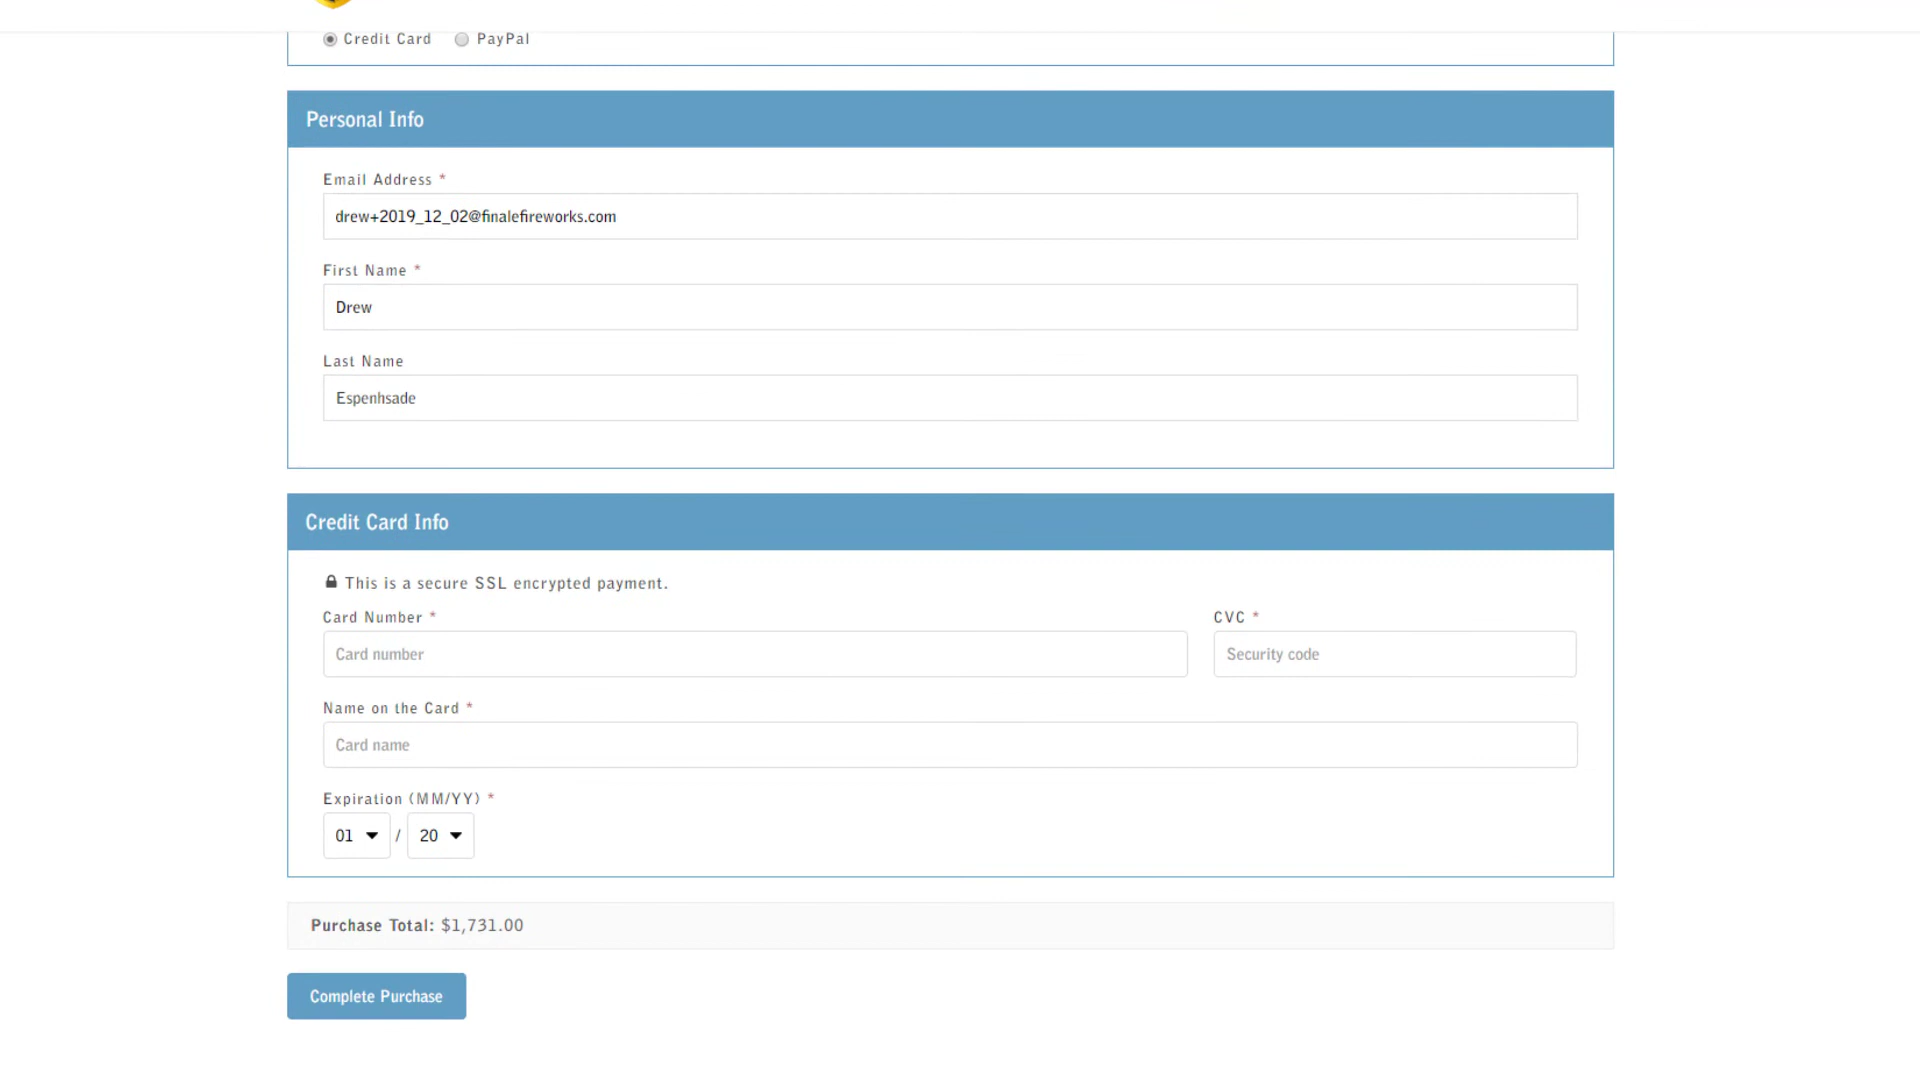 Credit Card PayPal
Personal Info
Email Address *
drew+2019_12_02@finalefireworks.com
First Name *
Drew
Last Name
Espenhsade
Credit Card Info
This is a secure SSL encrypted payment.
Card Number * CVC *
Card number Security code
Name on the Card *
Card name
Expiration (MM/YY) *
01 / 20
Purchase Total: $1,731.00
Complete Purchase